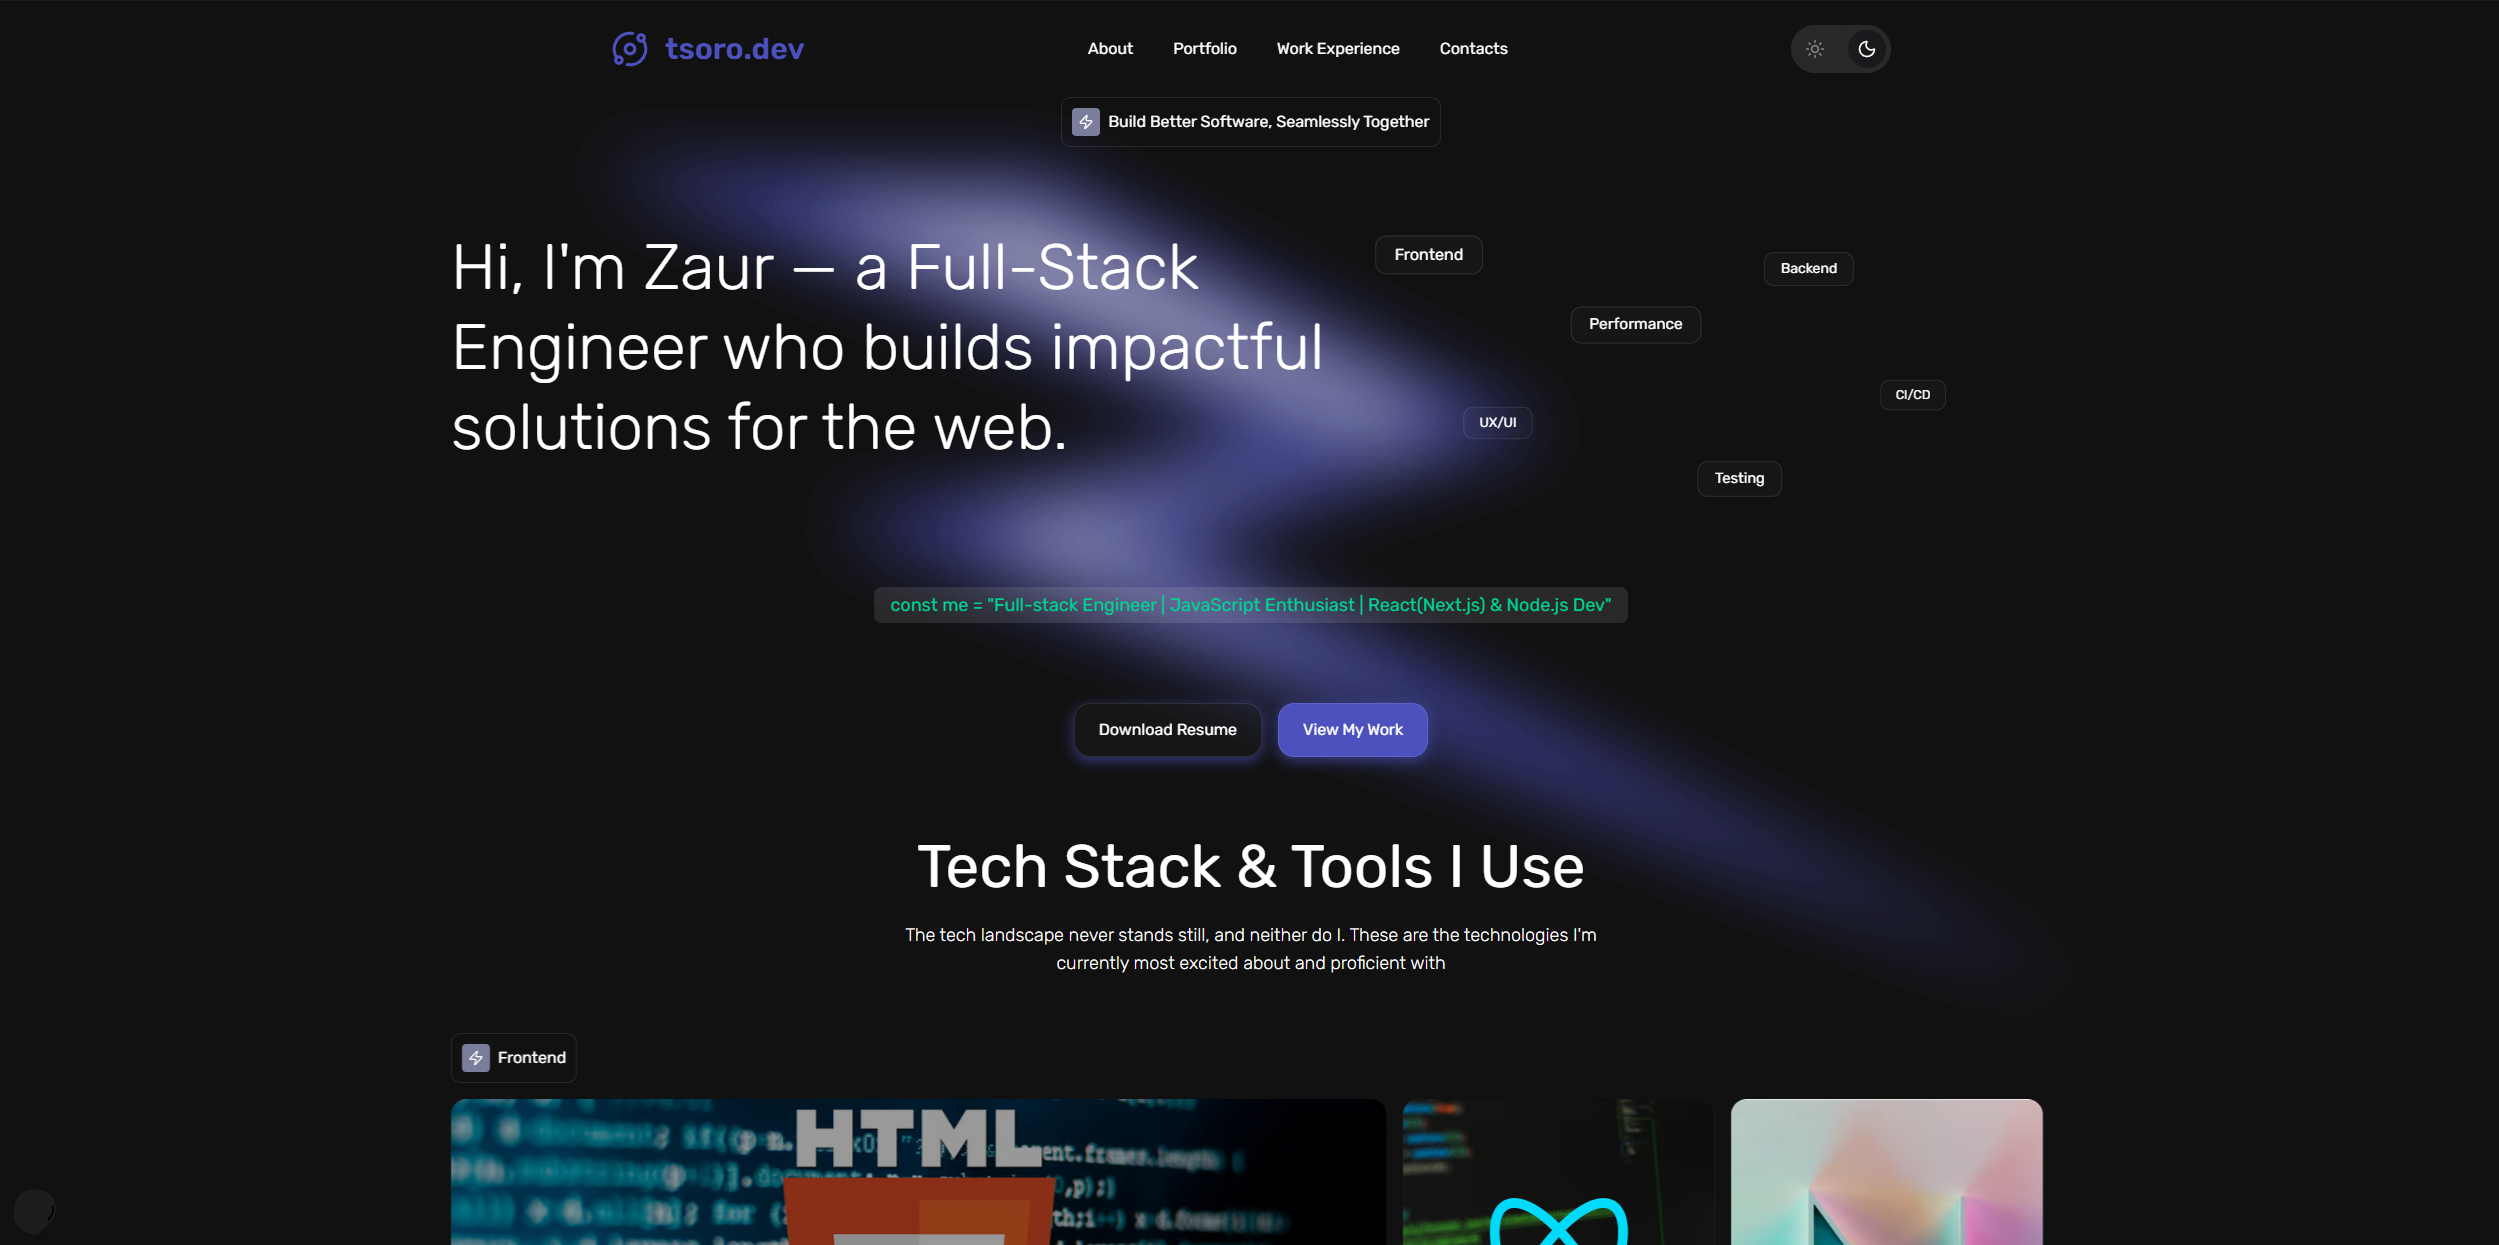 tsoro.dev
About
Portfolio
Work Experience
Contacts
Build Better Software, Seamlessly Together
Hi, I'm Zaur — a Full-Stack
Engineer who builds impactful
solutions for the web.
Frontend
Backend
Performance
CI/CD
UX/UI
Testing
const me = "Full-stack Engineer | JavaScript Enthusiast | React(Next.js) & Node.js Dev"
Download Resume
View My Work
Tech Stack & Tools I Use
The tech landscape never stands still, and neither do I. These are the technologies I'm
currently most excited about and proficient with
Frontend
HTML